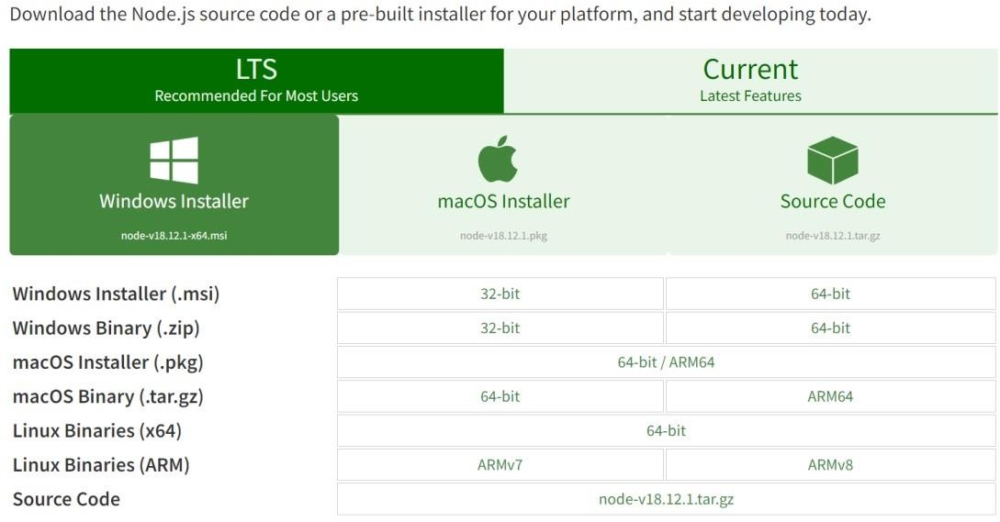 Download the Node.js source code or a pre-built installer for your platform, and start developing today.
LTS
Recommended For Most Users
Current
Latest Features
Windows Installer
node-v18.12.1-x64.msi
macOS Installer
node-v18.12.1.pkg
Source Code
node-v18.12.1.tar.gz
Windows Installer (.msi) 32-bit 64-bit
Windows Binary (.zip) 32-bit 64-bit
macOS Installer (.pkg) 64-bit / ARM64
macOS Binary (.tar.gz) 64-bit ARM64
Linux Binaries (x64) 64-bit
Linux Binaries (ARM) ARMv7 ARMv8
Source Code node-v18.12.1.tar.gz